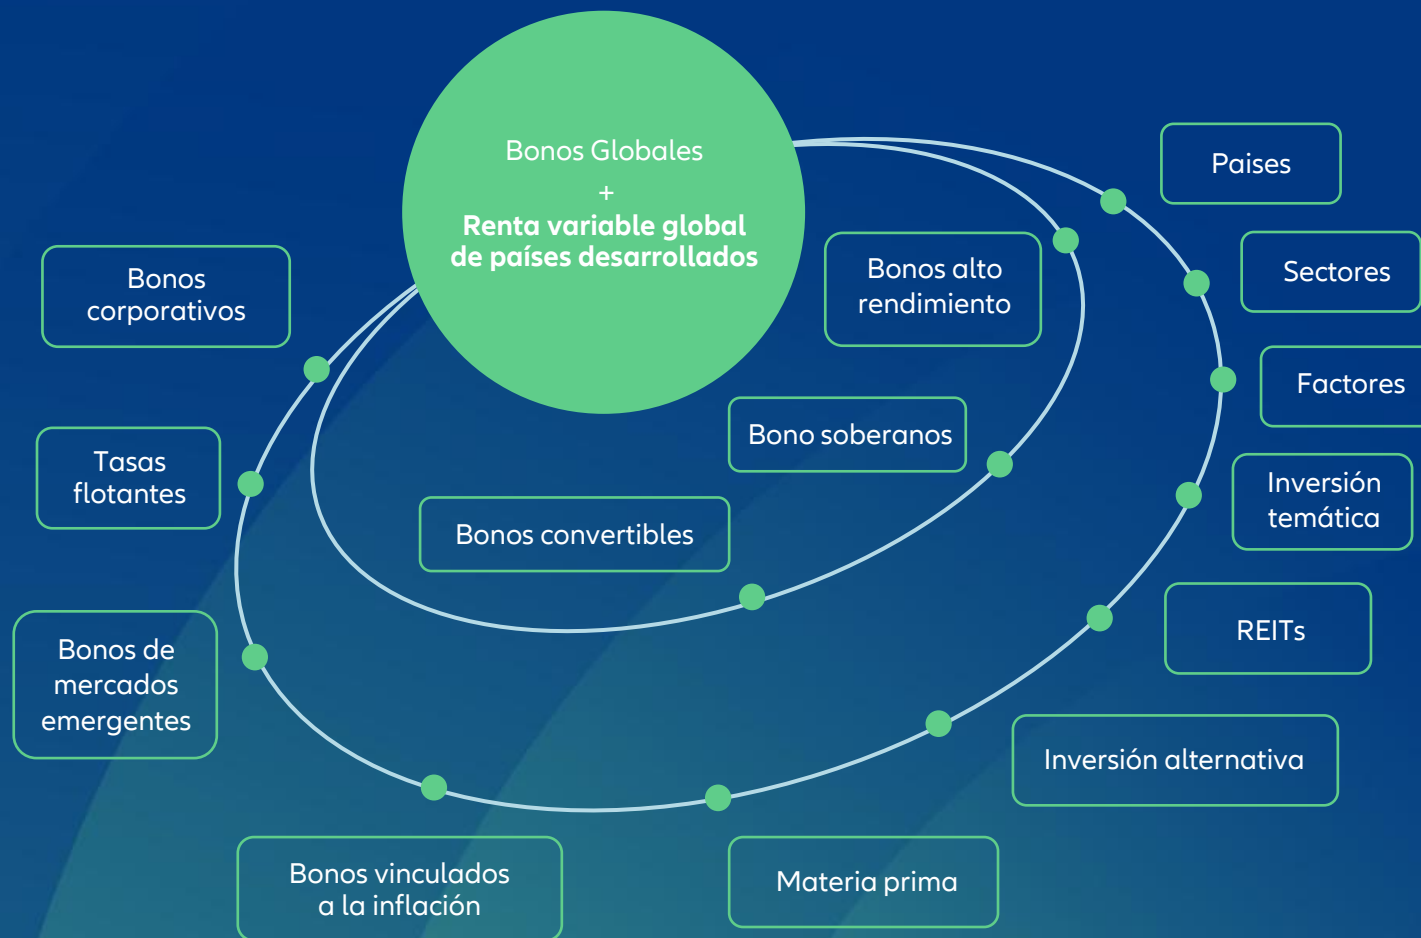 Bonos Globales
+
Renta variable global
de países desarrollados
Paises
Sectores
Factores
Inversión
temática
REITs
Inversión alternativa
Materia prima
Bonos vinculados
a la inflación
Bonos de
mercados
emergentes
Tasas
flotantes
Bonos
corporativos
Bonos alto
rendimiento
Bono soberanos
Bonos convertibles